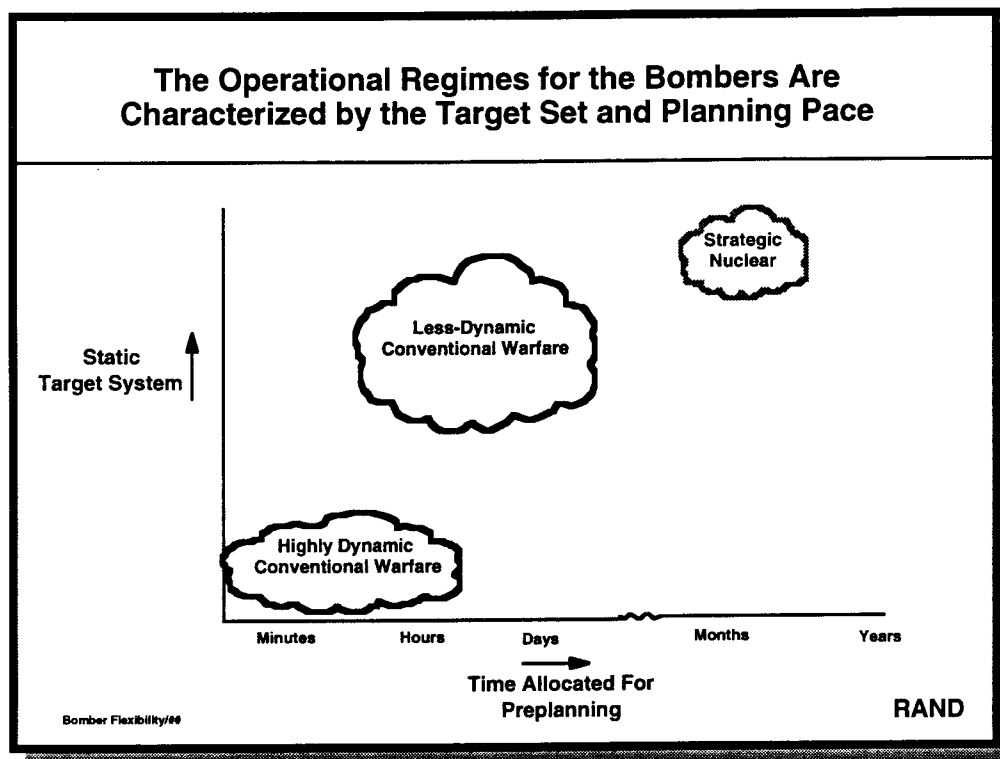 The Operational Regimes for the Bombers Are
Characterized by the Target Set and Planning Pace
Strategic
Nuclear
Less-Dynamic
Conventional Warfare
Static
Target System
Highly Dynamic
Conventional Warfare
Minutes
Hours
Days
Months
Years
Time Allocated For
Preplanning
Bomber Flexibility/##
RAND